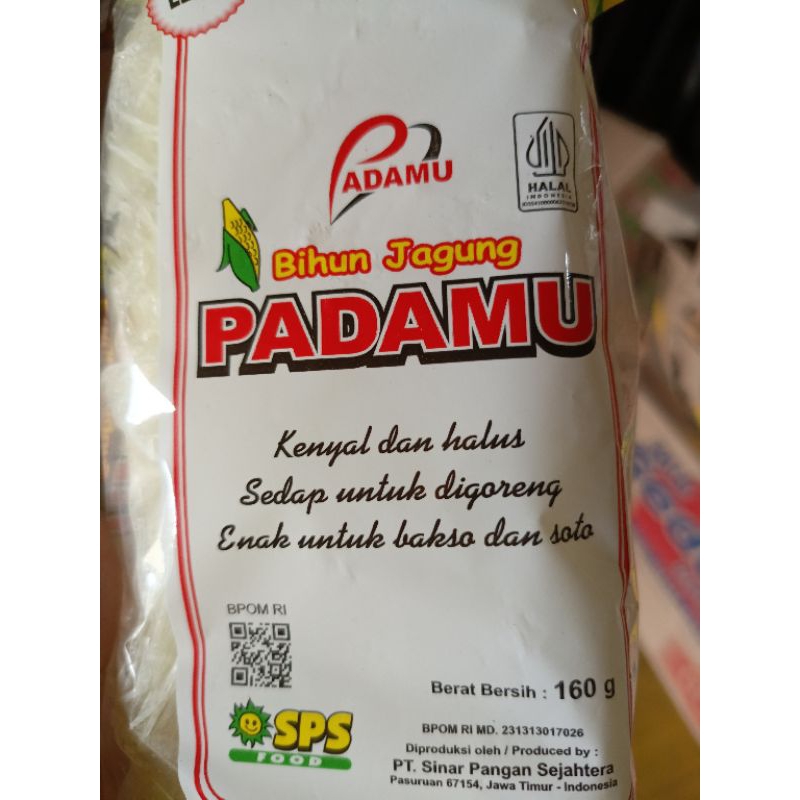 PADAMU
HALAL
INDONESIA
Bihun Jagung
PADAMU
Kenyal dan halus
Sedap untuk digoreng
Enak untuk bakso dan soto
BPOM RI
Berat Bersih : 160 g
SPS
FOOD
BPOM RI MD. 231313017026
Diproduksi oleh / Produced by :
PT. Sinar Pangan Sejahtera
Pasuruan 67154, Jawa Timur - Indonesia